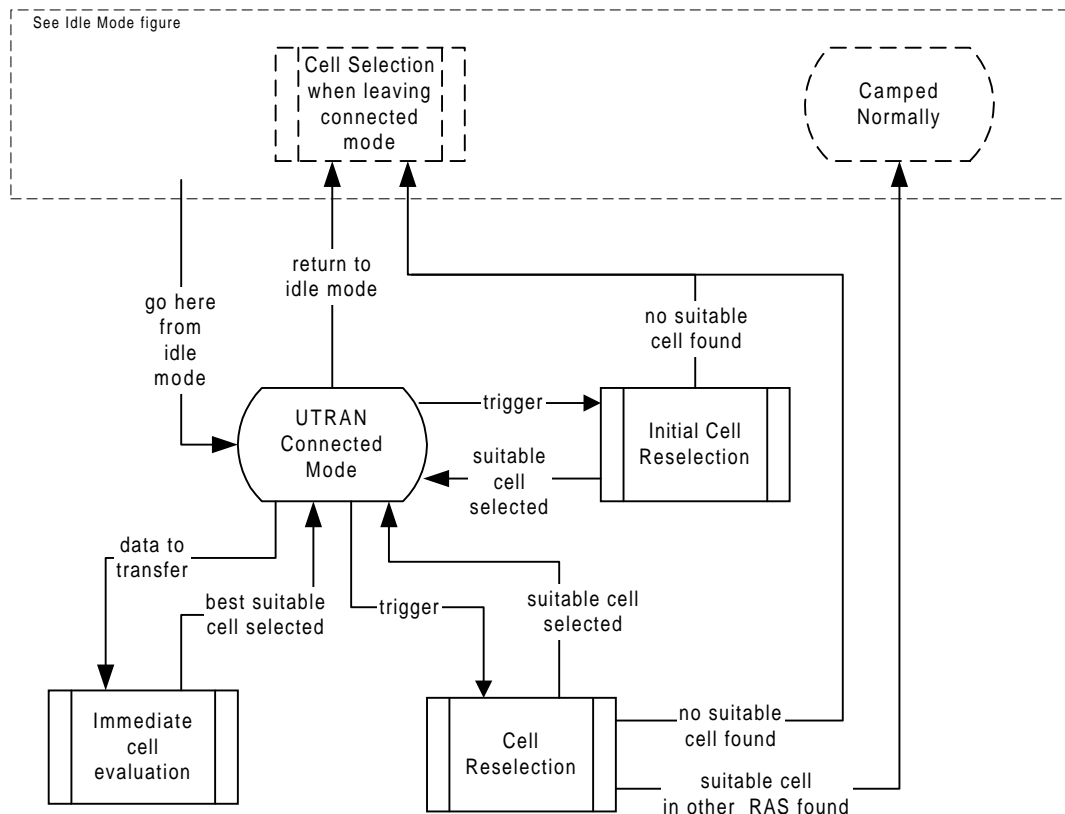 See Idle Mode figure
Cell Selection
when leaving
connected
mode
Camped
Normally
return to
idle mode
go here
from
idle
mode
no suitable
cell found
UTRAN
Connected
Mode
trigger
Initial Cell
Reselection
suitable
cell
selected
data to
transfer
best suitable
cell selected
trigger
suitable cell
selected
Immediate
cell
evaluation
Cell
Reselection
no suitable
cell found
suitable cell
in other RAS found